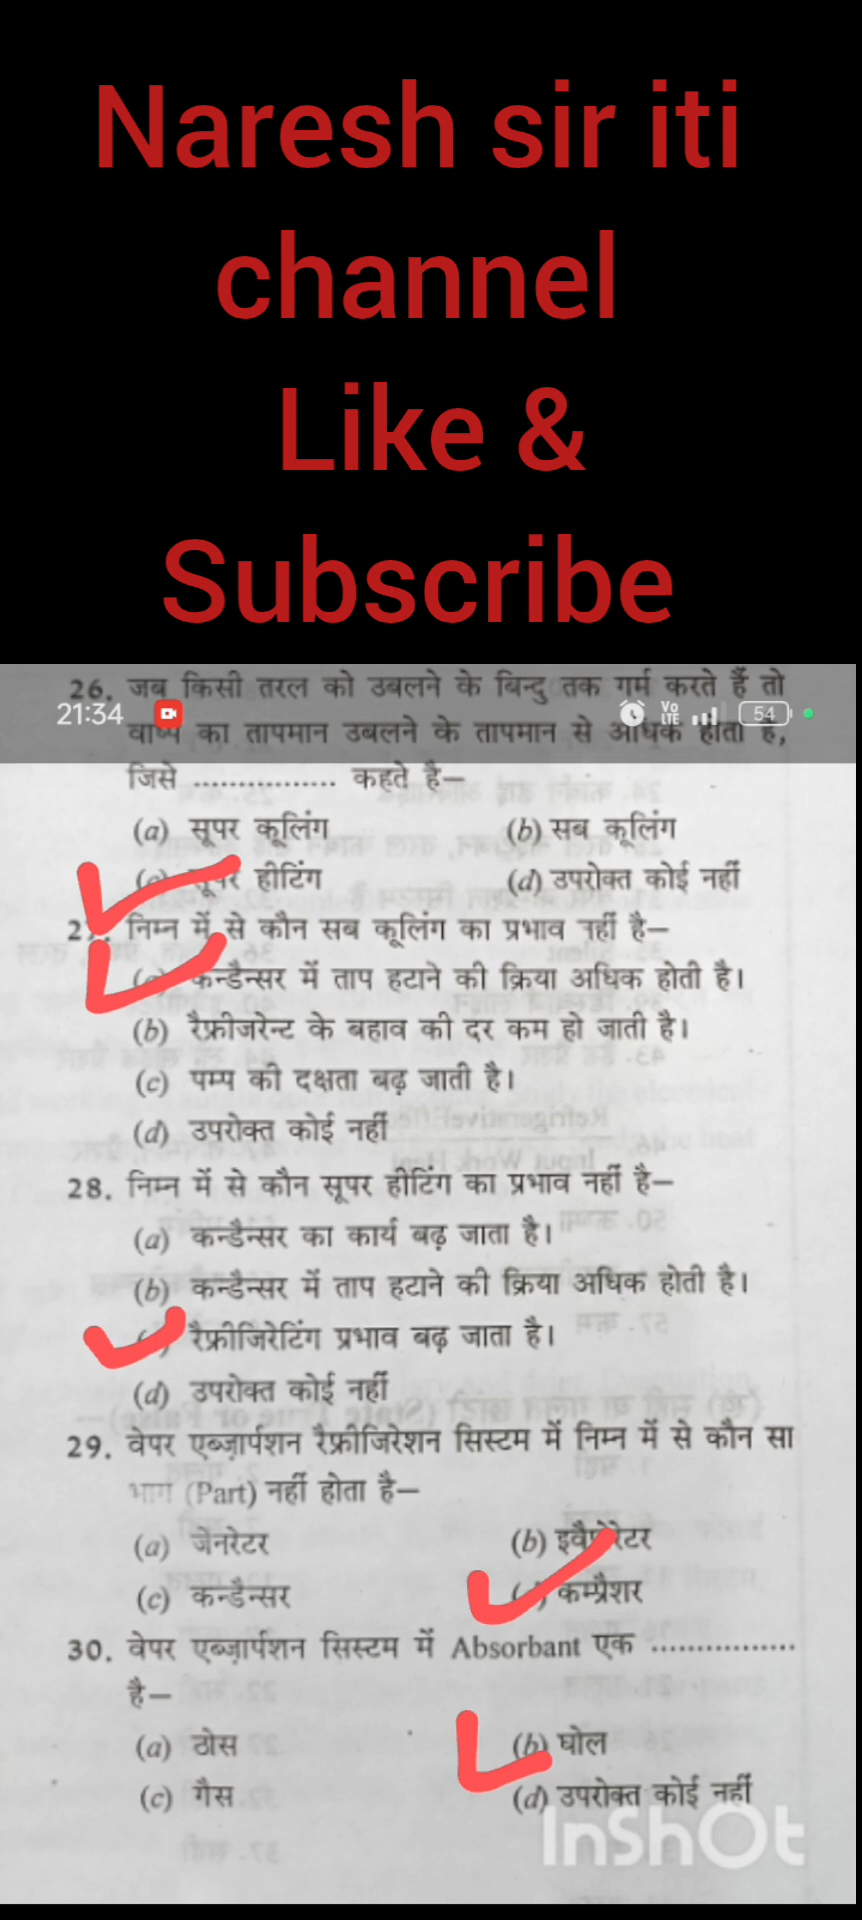 Naresh sir iti
channel
Like &
Subscribe
26. जब किसी तरल को उबलने के बिन्दु तक गर्म करते हैं तो
21:34 Vo LTE 54
वाष्प का तापमान उबलने के तापमान से अधिक होता है,
जिसे ................. कहते है–
(a) सूपर कूलिंग (b) सब कूलिंग
सूपर हीटिंग (d) उपरोक्त कोई नहीं
निम्न में से कौन सब कूलिंग का प्रभाव नहीं है–
कन्डैन्सर में ताप हटाने की क्रिया अधिक होती है।
(b) रैफ्रीजरेन्ट के बहाव की दर कम हो जाती है।
(c) पम्प की दक्षता बढ़ जाती है।
(d) उपरोक्त कोई नहीं
28. निम्न में से कौन सूपर हीटिंग का प्रभाव नहीं है–
(a) कन्डैन्सर का कार्य बढ़ जाता है।
(b) कन्डैन्सर में ताप हटाने की क्रिया अधिक होती है।
रैफ्रीजिरेटिंग प्रभाव बढ़ जाता है।
(d) उपरोक्त कोई नहीं
29. वेपर एब्ज़ार्पशन रैफ्रीजिरेशन सिस्टम में निम्न में से कौन सा
भाग (Part) नहीं होता है–
(a) जेनरेटर (b) इवैपोरेटर
(c) कन्डैन्सर कम्प्रैशर
30. वेपर एब्ज़ार्पशन सिस्टम में Absorbant एक .................
है–
(a) ठोस (b) घोल
(c) गैस (d) उपरोक्त कोई नहीं
InShOt